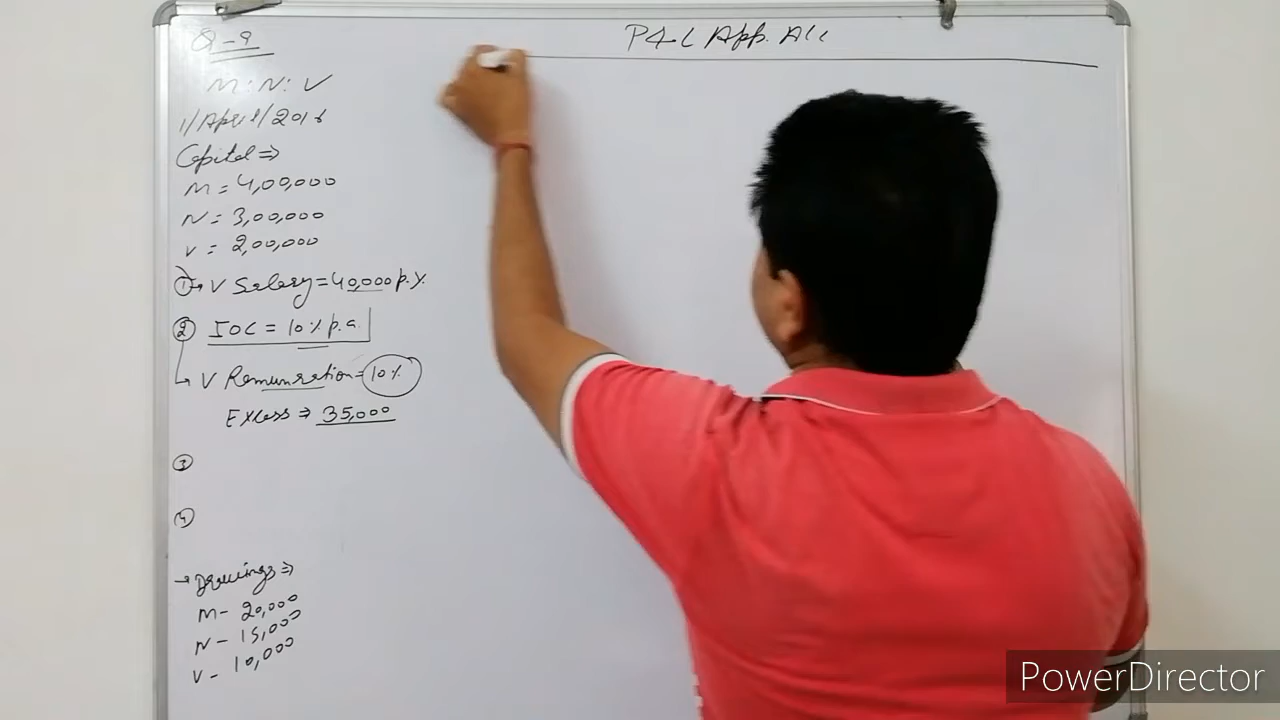 Q-9
M : N : V
1/April/2016
Capital ⇒
M = 4,00,000
N = 3,00,000
V = 2,00,000
① → V Salary = 40,000 p.y.
② IOC = 10% p.a.
→ V Remunration = 10%
Excess ⇒ 35,000
③
④
→ Drawings ⇒
M - 20,000
N - 15,000
V - 10,000
P&L App. A/c
PowerDirector